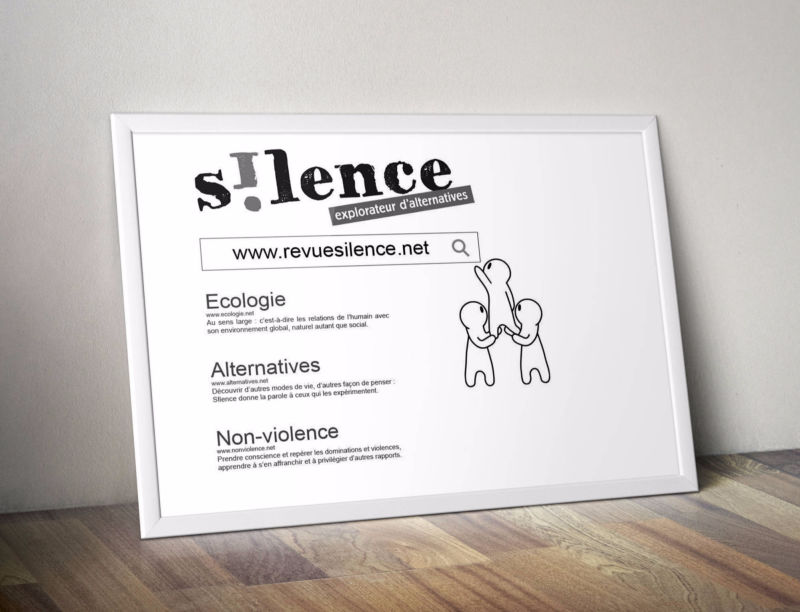 s!lence
explorateur d'alternatives
www.revuesilence.net
Ecologie
www.ecologie.net
Au sens large : c'est-à-dire les relations de l'humain avec
son environnement global, naturel autant que social.
Alternatives
www.alternatives.net
Découvrir d'autres modes de vie, d'autres façon de penser :
S!lence donne la parole à ceux qui les expérimentent.
Non-violence
www.nonviolence.net
Prendre conscience et repérer les dominations et violences,
apprendre à s'en affranchir et à privilégier d'autres rapports.